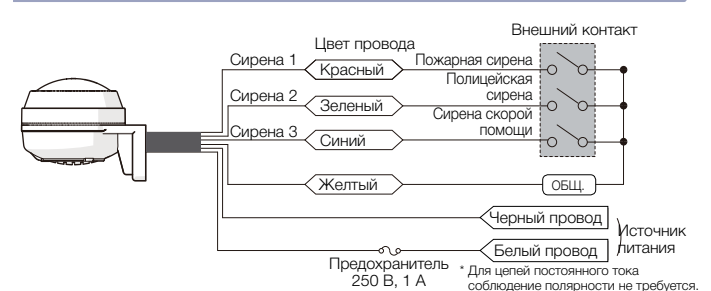 Внешний контакт
Цвет провода
Сирена 1
Красный
Пожарная сирена
Сирена 2
Зеленый
Полицейская
сирена
Сирена 3
Синий
Сирена скорой
помощи
Желтый
ОБЩ.
Черный провод
Белый провод
Источник
питания
Предохранитель
250 В, 1 А
* Для цепей постоянного тока
соблюдение полярности не требуется.